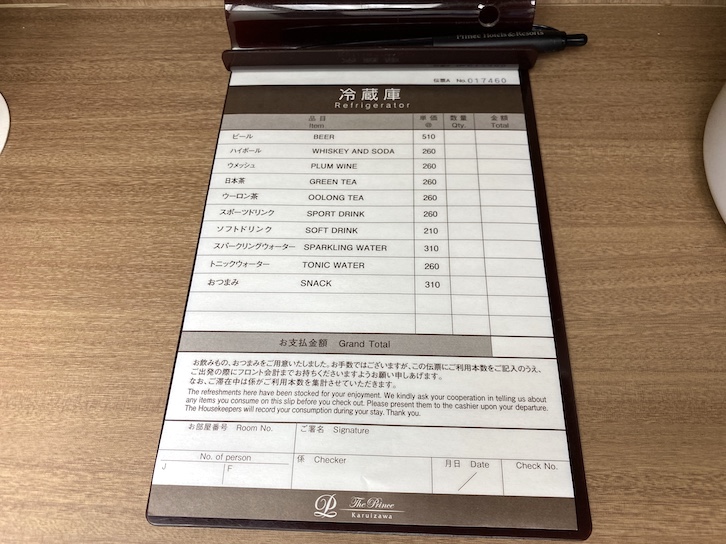 Prince Hotels & Resorts
伝票A No.017460
冷蔵庫
Refrigerator
品目 単価 数量 金額
Item @ Qty. Total
ビール BEER 510
ハイボール WHISKEY AND SODA 260
ウメッシュ PLUM WINE 260
日本茶 GREEN TEA 260
ウーロン茶 OOLONG TEA 260
スポーツドリンク SPORT DRINK 260
ソフトドリンク SOFT DRINK 210
スパークリングウォーター SPARKLING WATER 310
トニックウォーター TONIC WATER 260
おつまみ SNACK 310
お支払金額 Grand Total
お飲みもの、おつまみをご用意いたしました。お手数ではございますが、この伝票にご利用本数をご記入のうえ、
ご出発の際にフロント会計までお持ちくださいますようお願い申しあげます。
なお、ご滞在中は係がご利用本数を集計させていただきます。
The refreshments here have been stocked for your enjoyment. We kindly ask your cooperation in telling us about
any items you consume on this slip before you check out. Please present them to the cashier upon your departure.
The Housekeepers will record your consumption during your stay. Thank you.
お部屋番号 Room No. ご署名 Signature
No. of person 係 Checker 月日 Date Check No.
J F /
The Prince
Karuizawa